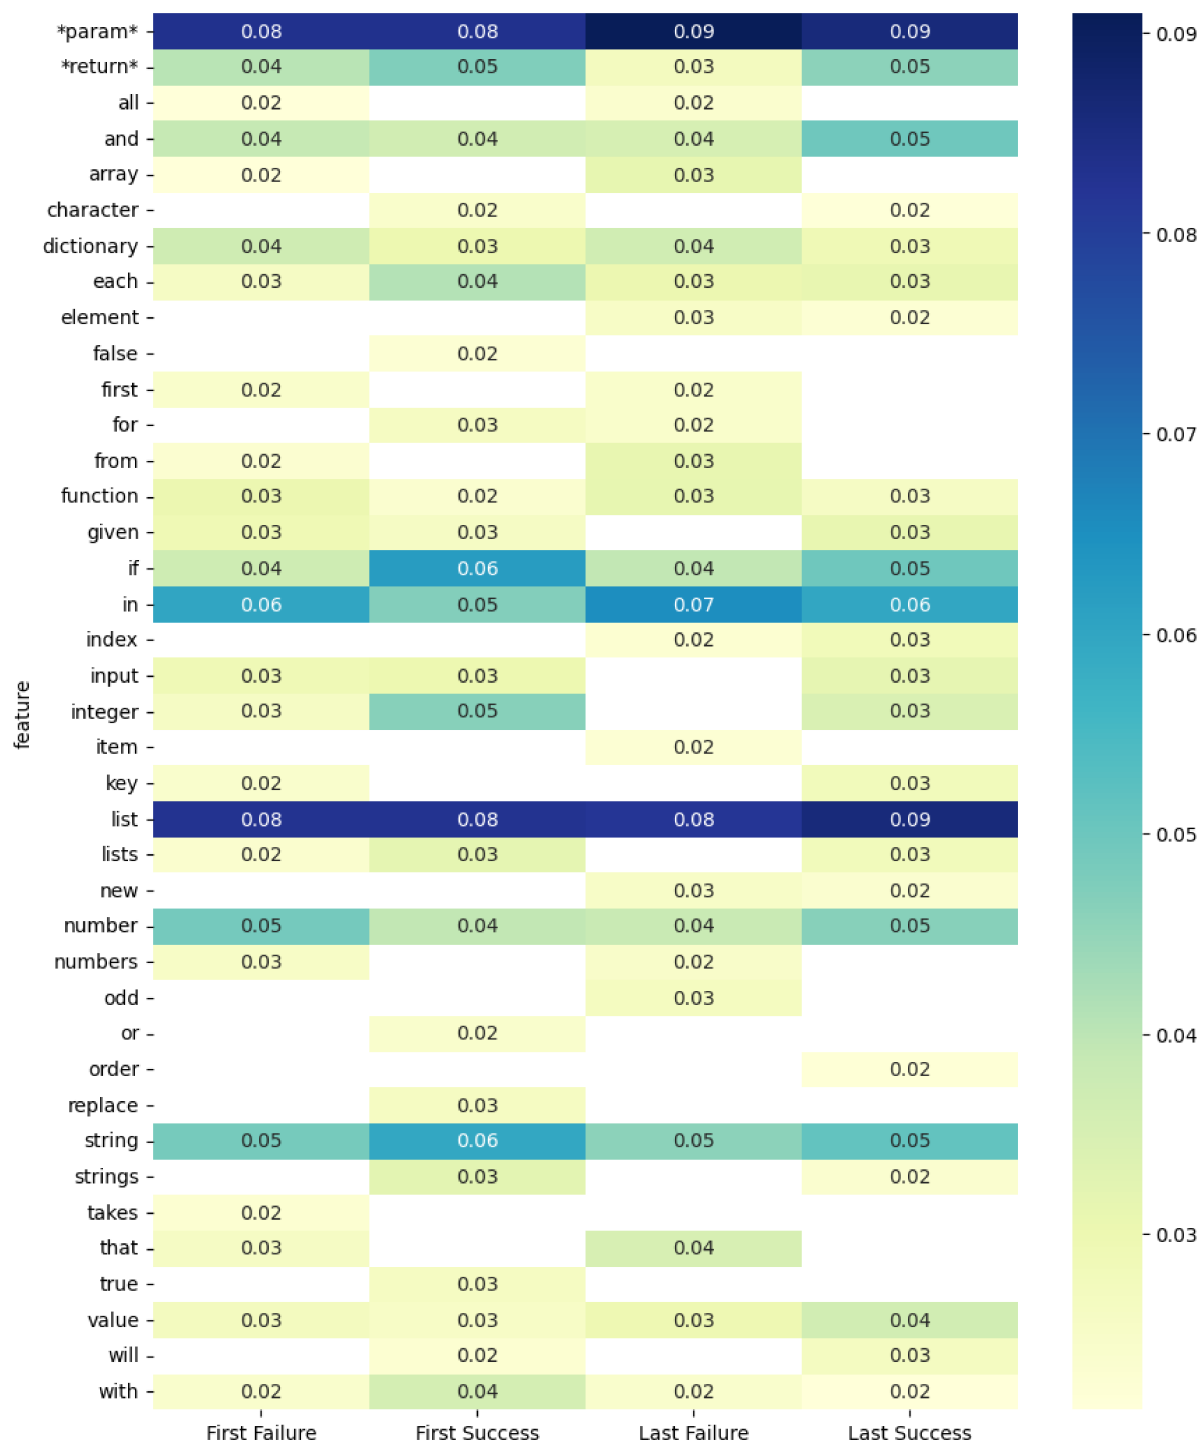 *param* 0.08 0.08 0.09 0.09 0.09
*return* 0.04 0.05 0.03 0.05
all 0.02 0.02
and 0.04 0.04 0.04 0.05
array 0.02 0.03
character 0.02 0.02
0.08
dictionary 0.04 0.03 0.04 0.03
each 0.03 0.04 0.03 0.03
element 0.03 0.02
false 0.02
first 0.02 0.02
for 0.03 0.02
0.07
from 0.02 0.03
function 0.03 0.02 0.03 0.03
given 0.03 0.03 0.03
if 0.04 0.06 0.04 0.05
in 0.06 0.05 0.07 0.06
index 0.02 0.03
0.06
input 0.03 0.03 0.03
integer 0.03 0.05 0.03
feature
item 0.02
key 0.02 0.03
list 0.08 0.08 0.08 0.09
0.05
lists 0.02 0.03 0.03
new 0.03 0.02
number 0.05 0.04 0.04 0.05
numbers 0.03 0.02
odd 0.03
or 0.02
0.04
order 0.02
replace 0.03
string 0.05 0.06 0.05 0.05
strings 0.03 0.02
takes 0.02
0.03
that 0.03 0.04
true 0.03
value 0.03 0.03 0.03 0.04
will 0.02 0.03
with 0.02 0.04 0.02 0.02
First Failure First Success Last Failure Last Success